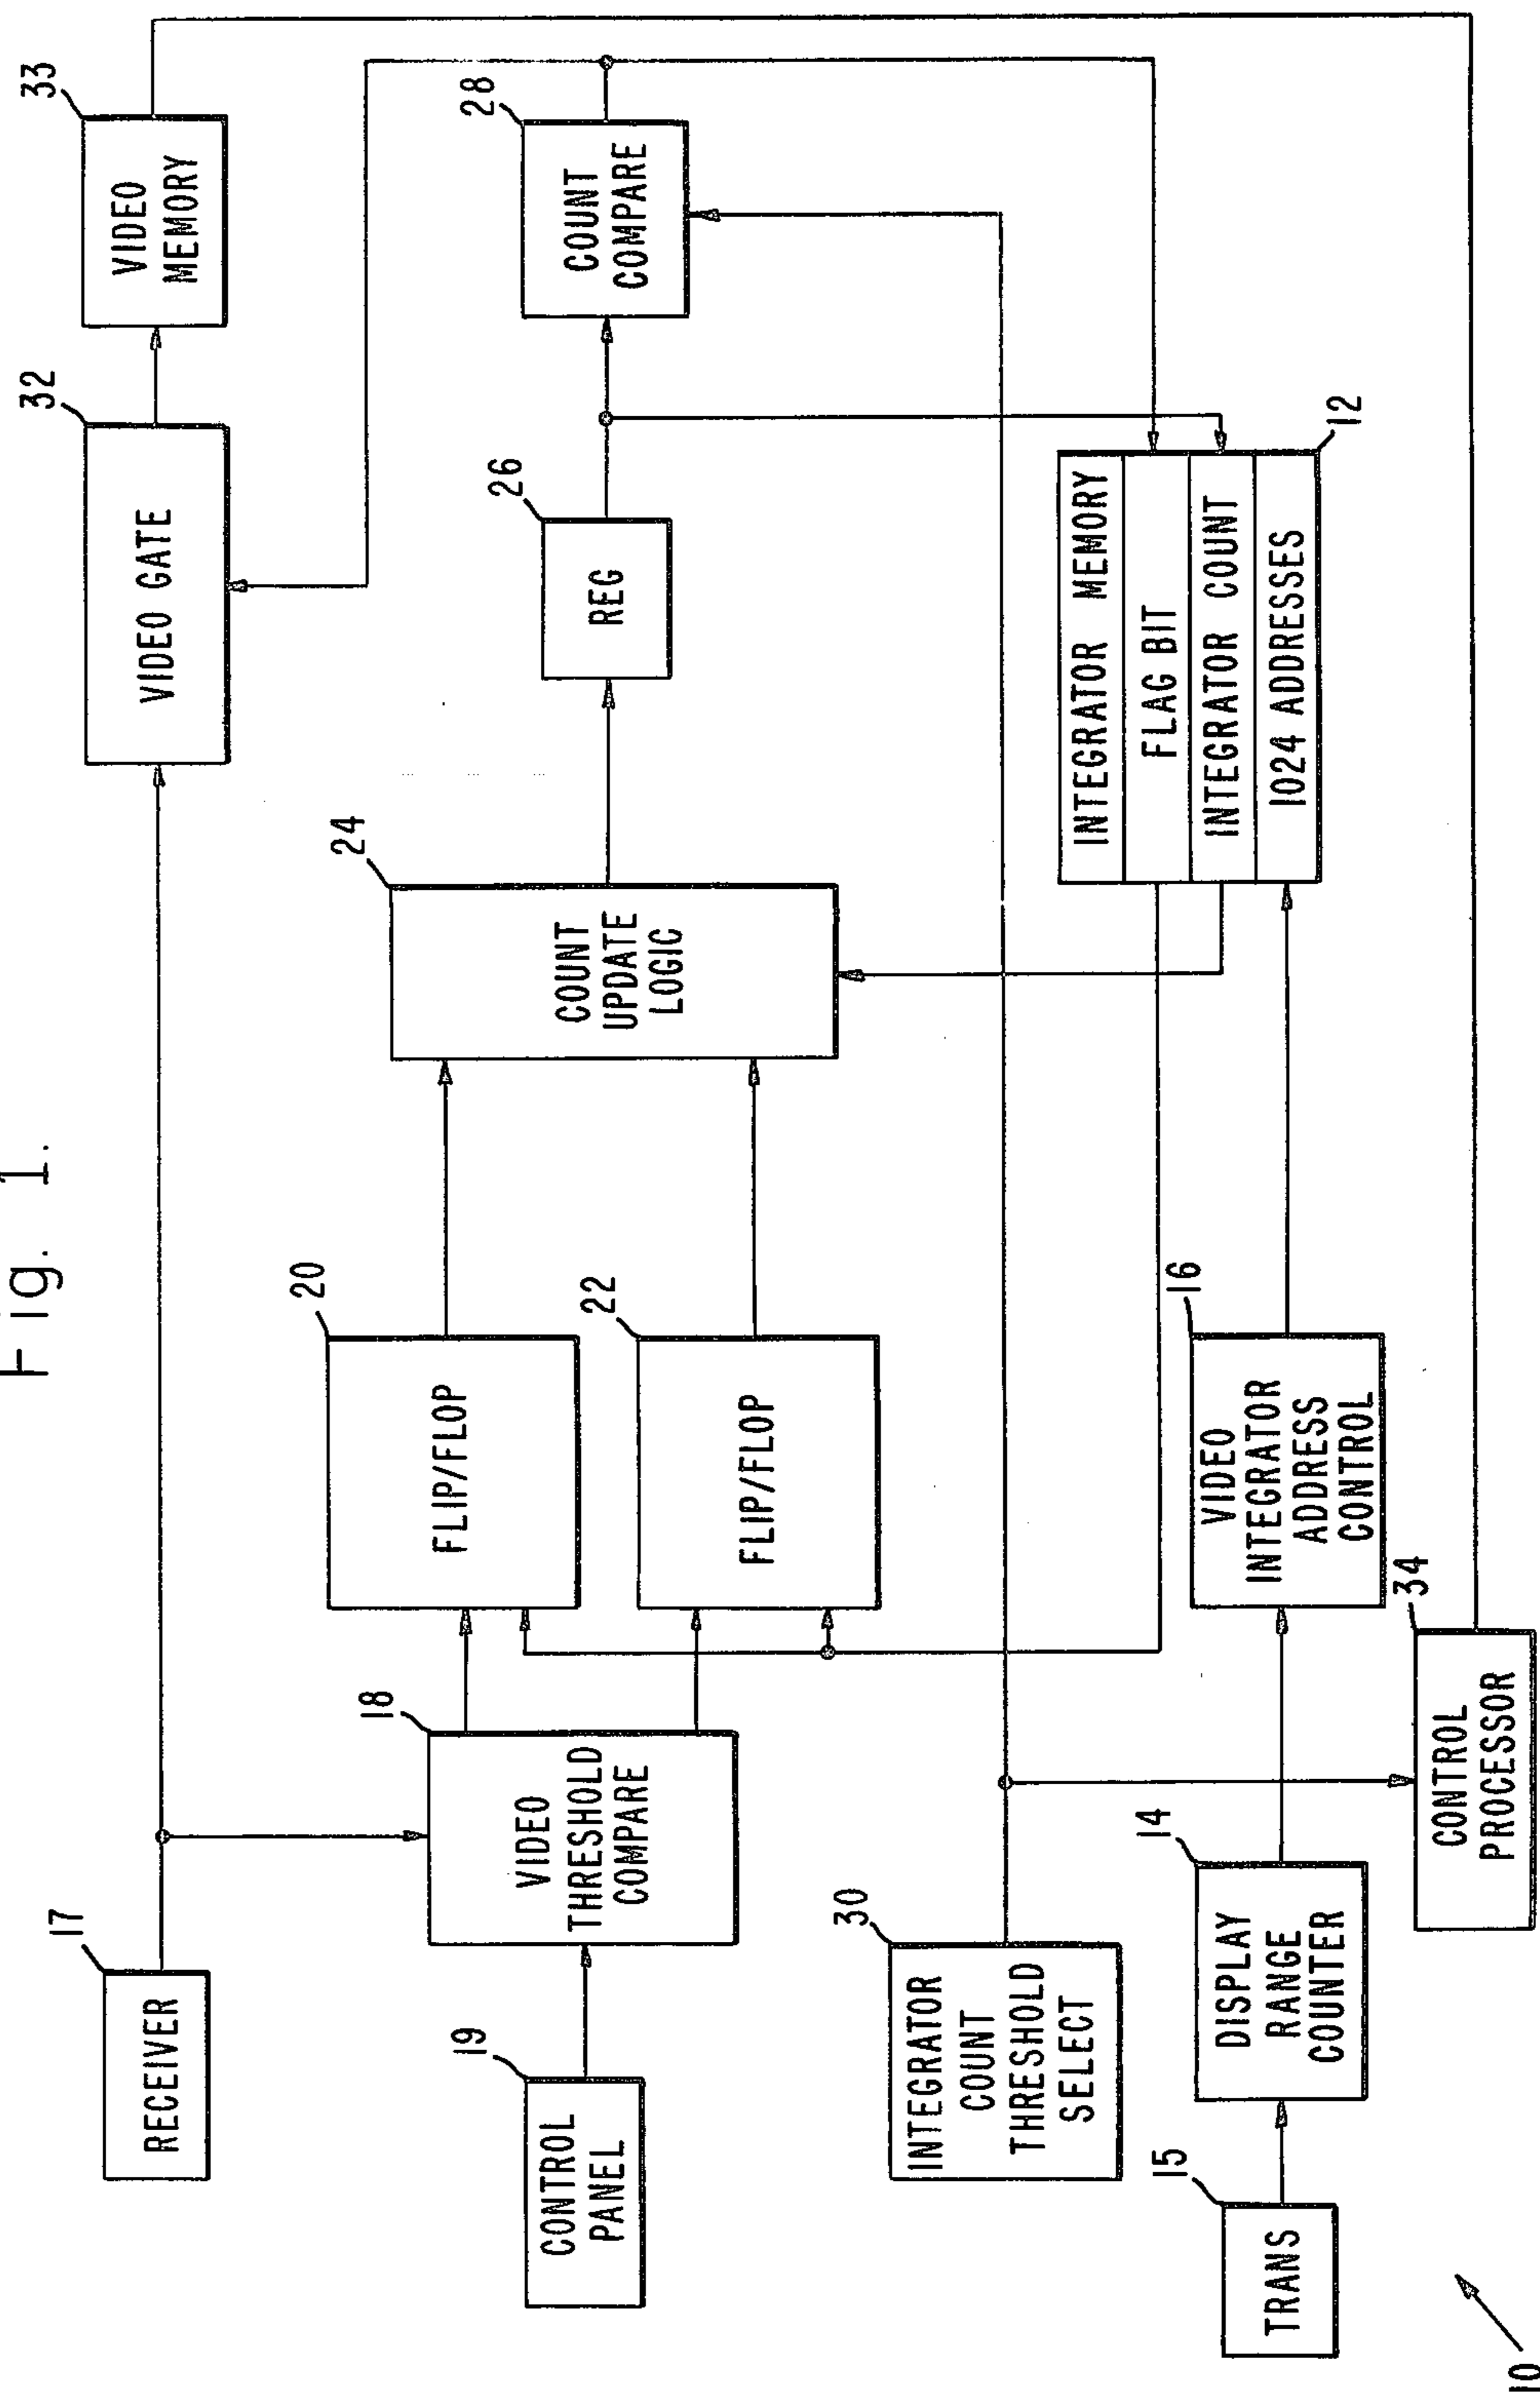 Fig. 1.
17
RECEIVER
32
VIDEO GATE
33
VIDEO
MEMORY
19
CONTROL
PANEL
18
VIDEO
THRESHOLD
COMPARE
20
FLIP/FLOP
22
FLIP/FLOP
24
COUNT
UPDATE
LOGIC
26
REG
28
COUNT
COMPARE
30
INTEGRATOR
COUNT
THRESHOLD
SELECT
15
TRANS
14
DISPLAY
RANGE
COUNTER
16
VIDEO
INTEGRATOR
ADDRESS
CONTROL
INTEGRATOR MEMORY
FLAG BIT
INTEGRATOR COUNT
1024 ADDRESSES
12
34
CONTROL
PROCESSOR
10